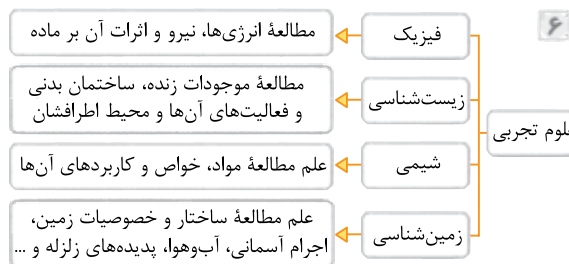 ۶
علوم تجربی
فیزیک
مطالعهٔ انرژی‌ها، نیرو و اثرات آن بر ماده
زیست‌شناسی
مطالعهٔ موجودات زنده، ساختمان بدنی
و فعالیت‌های آن‌ها و محیط اطرافشان
شیمی
علم مطالعهٔ مواد، خواص و کاربردهای آن‌ها
زمین‌شناسی
علم مطالعهٔ ساختار و خصوصیات زمین،
اجرام آسمانی، آب‌وهوا، پدیده‌های زلزله و ...